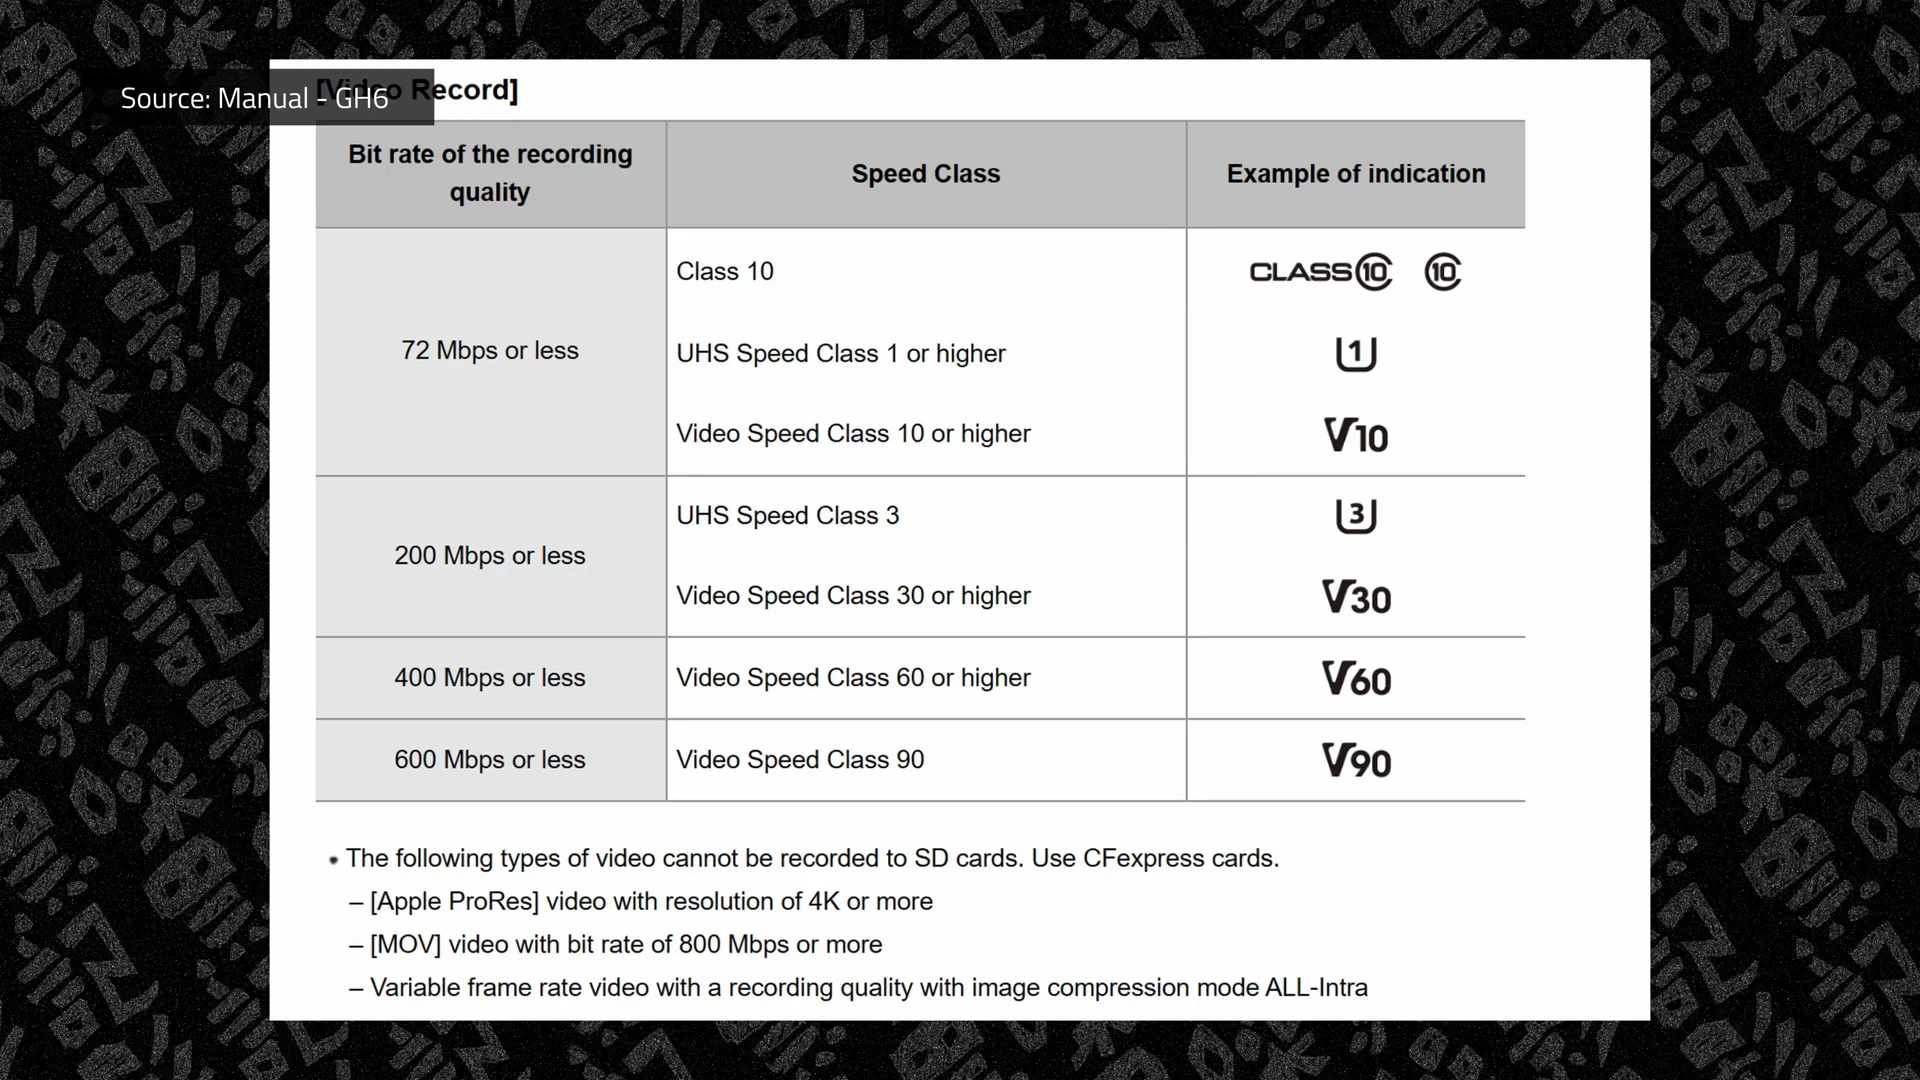 [Video Record]
Source: Manual - GH6
Bit rate of the recording
quality
Speed Class
Example of indication
72 Mbps or less
Class 10
CLASS10 10
UHS Speed Class 1 or higher
1
Video Speed Class 10 or higher
V10
200 Mbps or less
UHS Speed Class 3
3
Video Speed Class 30 or higher
V30
400 Mbps or less
Video Speed Class 60 or higher
V60
600 Mbps or less
Video Speed Class 90
V90
• The following types of video cannot be recorded to SD cards. Use CFexpress cards.
– [Apple ProRes] video with resolution of 4K or more
– [MOV] video with bit rate of 800 Mbps or more
– Variable frame rate video with a recording quality with image compression mode ALL-Intra